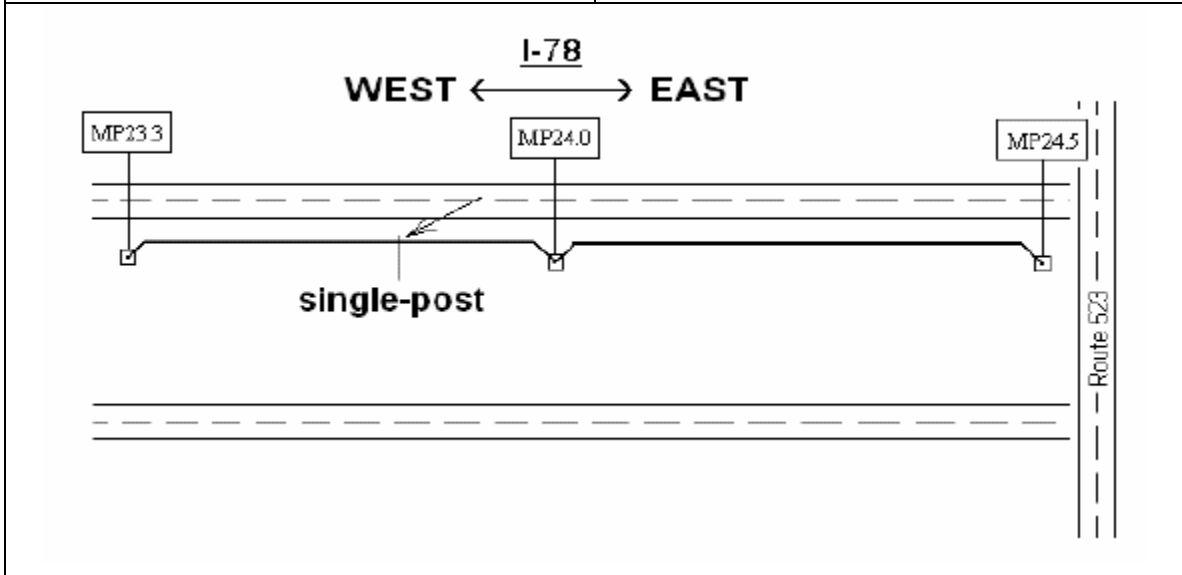 I-78
WEST EAST
MP23.3
MP24.0
MP24.5
single-post
Route 523